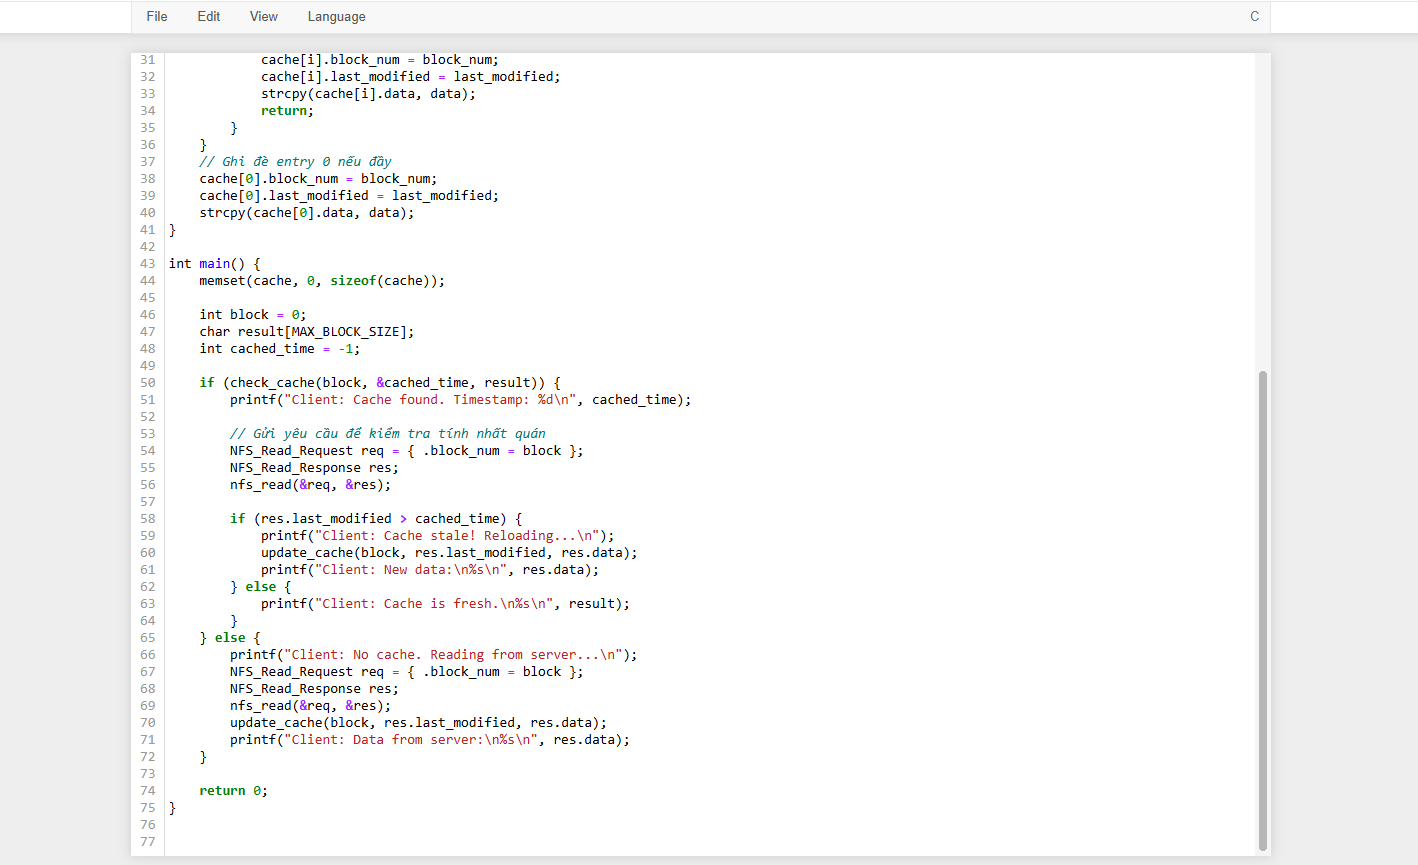 File Edit View Language C
31 cache[i].block_num = block_num;
32 cache[i].last_modified = last_modified;
33 strcpy(cache[i].data, data);
34 return;
35 }
36 }
37 // Ghi đè entry 0 nếu đầy
38 cache[0].block_num = block_num;
39 cache[0].last_modified = last_modified;
40 strcpy(cache[0].data, data);
41 }
42
43 int main() {
44 memset(cache, 0, sizeof(cache));
45
46 int block = 0;
47 char result[MAX_BLOCK_SIZE];
48 int cached_time = -1;
49
50 if (check_cache(block, &cached_time, result)) {
51 printf("Client: Cache found. Timestamp: %d\n", cached_time);
52
53 // Gửi yêu cầu để kiểm tra tính nhất quán
54 NFS_Read_Request req = { .block_num = block };
55 NFS_Read_Response res;
56 nfs_read(&req, &res);
57
58 if (res.last_modified > cached_time) {
59 printf("Client: Cache stale! Reloading...\n");
60 update_cache(block, res.last_modified, res.data);
61 printf("Client: New data:\n%s\n", res.data);
62 } else {
63 printf("Client: Cache is fresh.\n%s\n", result);
64 }
65 } else {
66 printf("Client: No cache. Reading from server...\n");
67 NFS_Read_Request req = { .block_num = block };
68 NFS_Read_Response res;
69 nfs_read(&req, &res);
70 update_cache(block, res.last_modified, res.data);
71 printf("Client: Data from server:\n%s\n", res.data);
72 }
73
74 return 0;
75 }
76
77